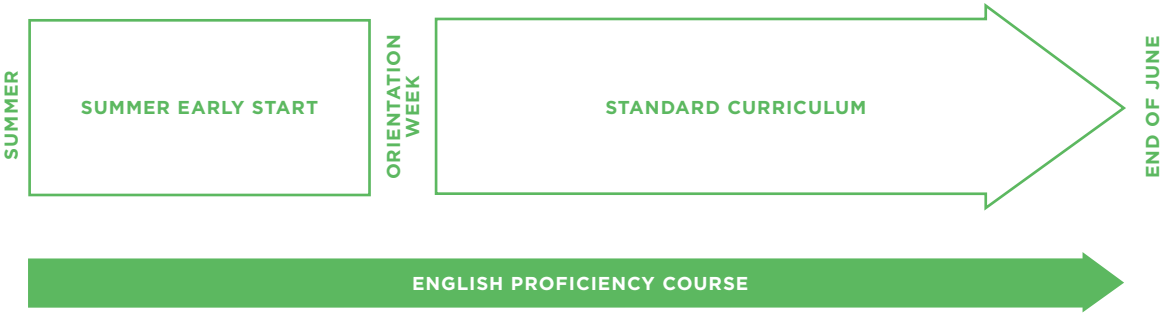 SUMMER
SUMMER EARLY START
ORIENTATION
WEEK
STANDARD CURRICULUM
END OF JUNE
ENGLISH PROFICIENCY COURSE